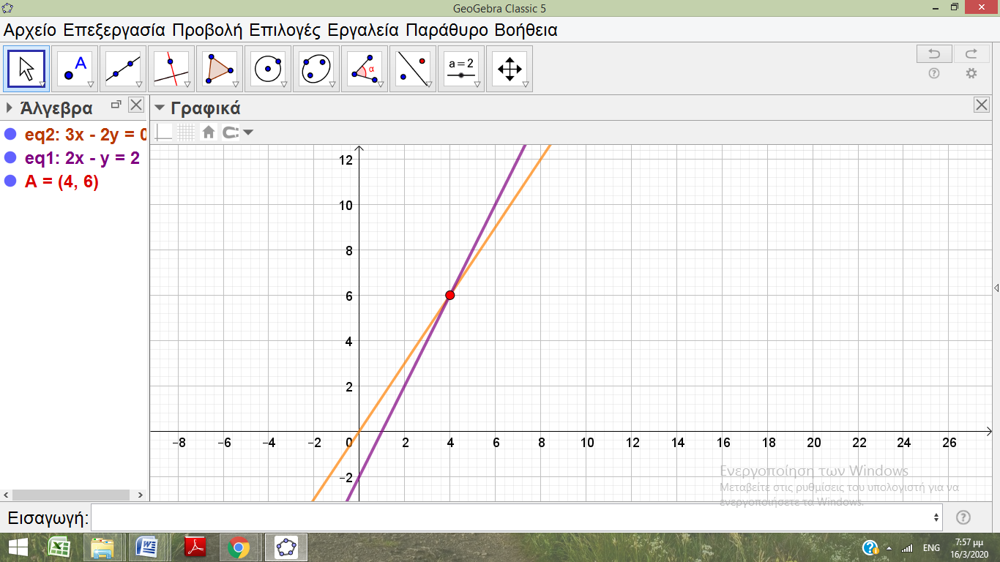 GeoGebra Classic 5
Αρχείο Επεξεργασία Προβολή Επιλογές Εργαλεία Παράθυρο Βοήθεια
A α a = 2
Άλγεβρα
Γραφικά
eq2: 3x - 2y = 0
eq1: 2x - y = 2
A = (4, 6)
12
10
8
6
4
2
−8 −6 −4 −2 0 2 4 6 8 10 12 14 16 18 20 22 24 26
−2
Ενεργοποίηση των Windows
Μεταβείτε στις ρυθμίσεις του υπολογιστή για να
ενεργοποιήσετε τα Windows.
Εισαγωγή:
ENG
7:57 μμ
16/3/2020